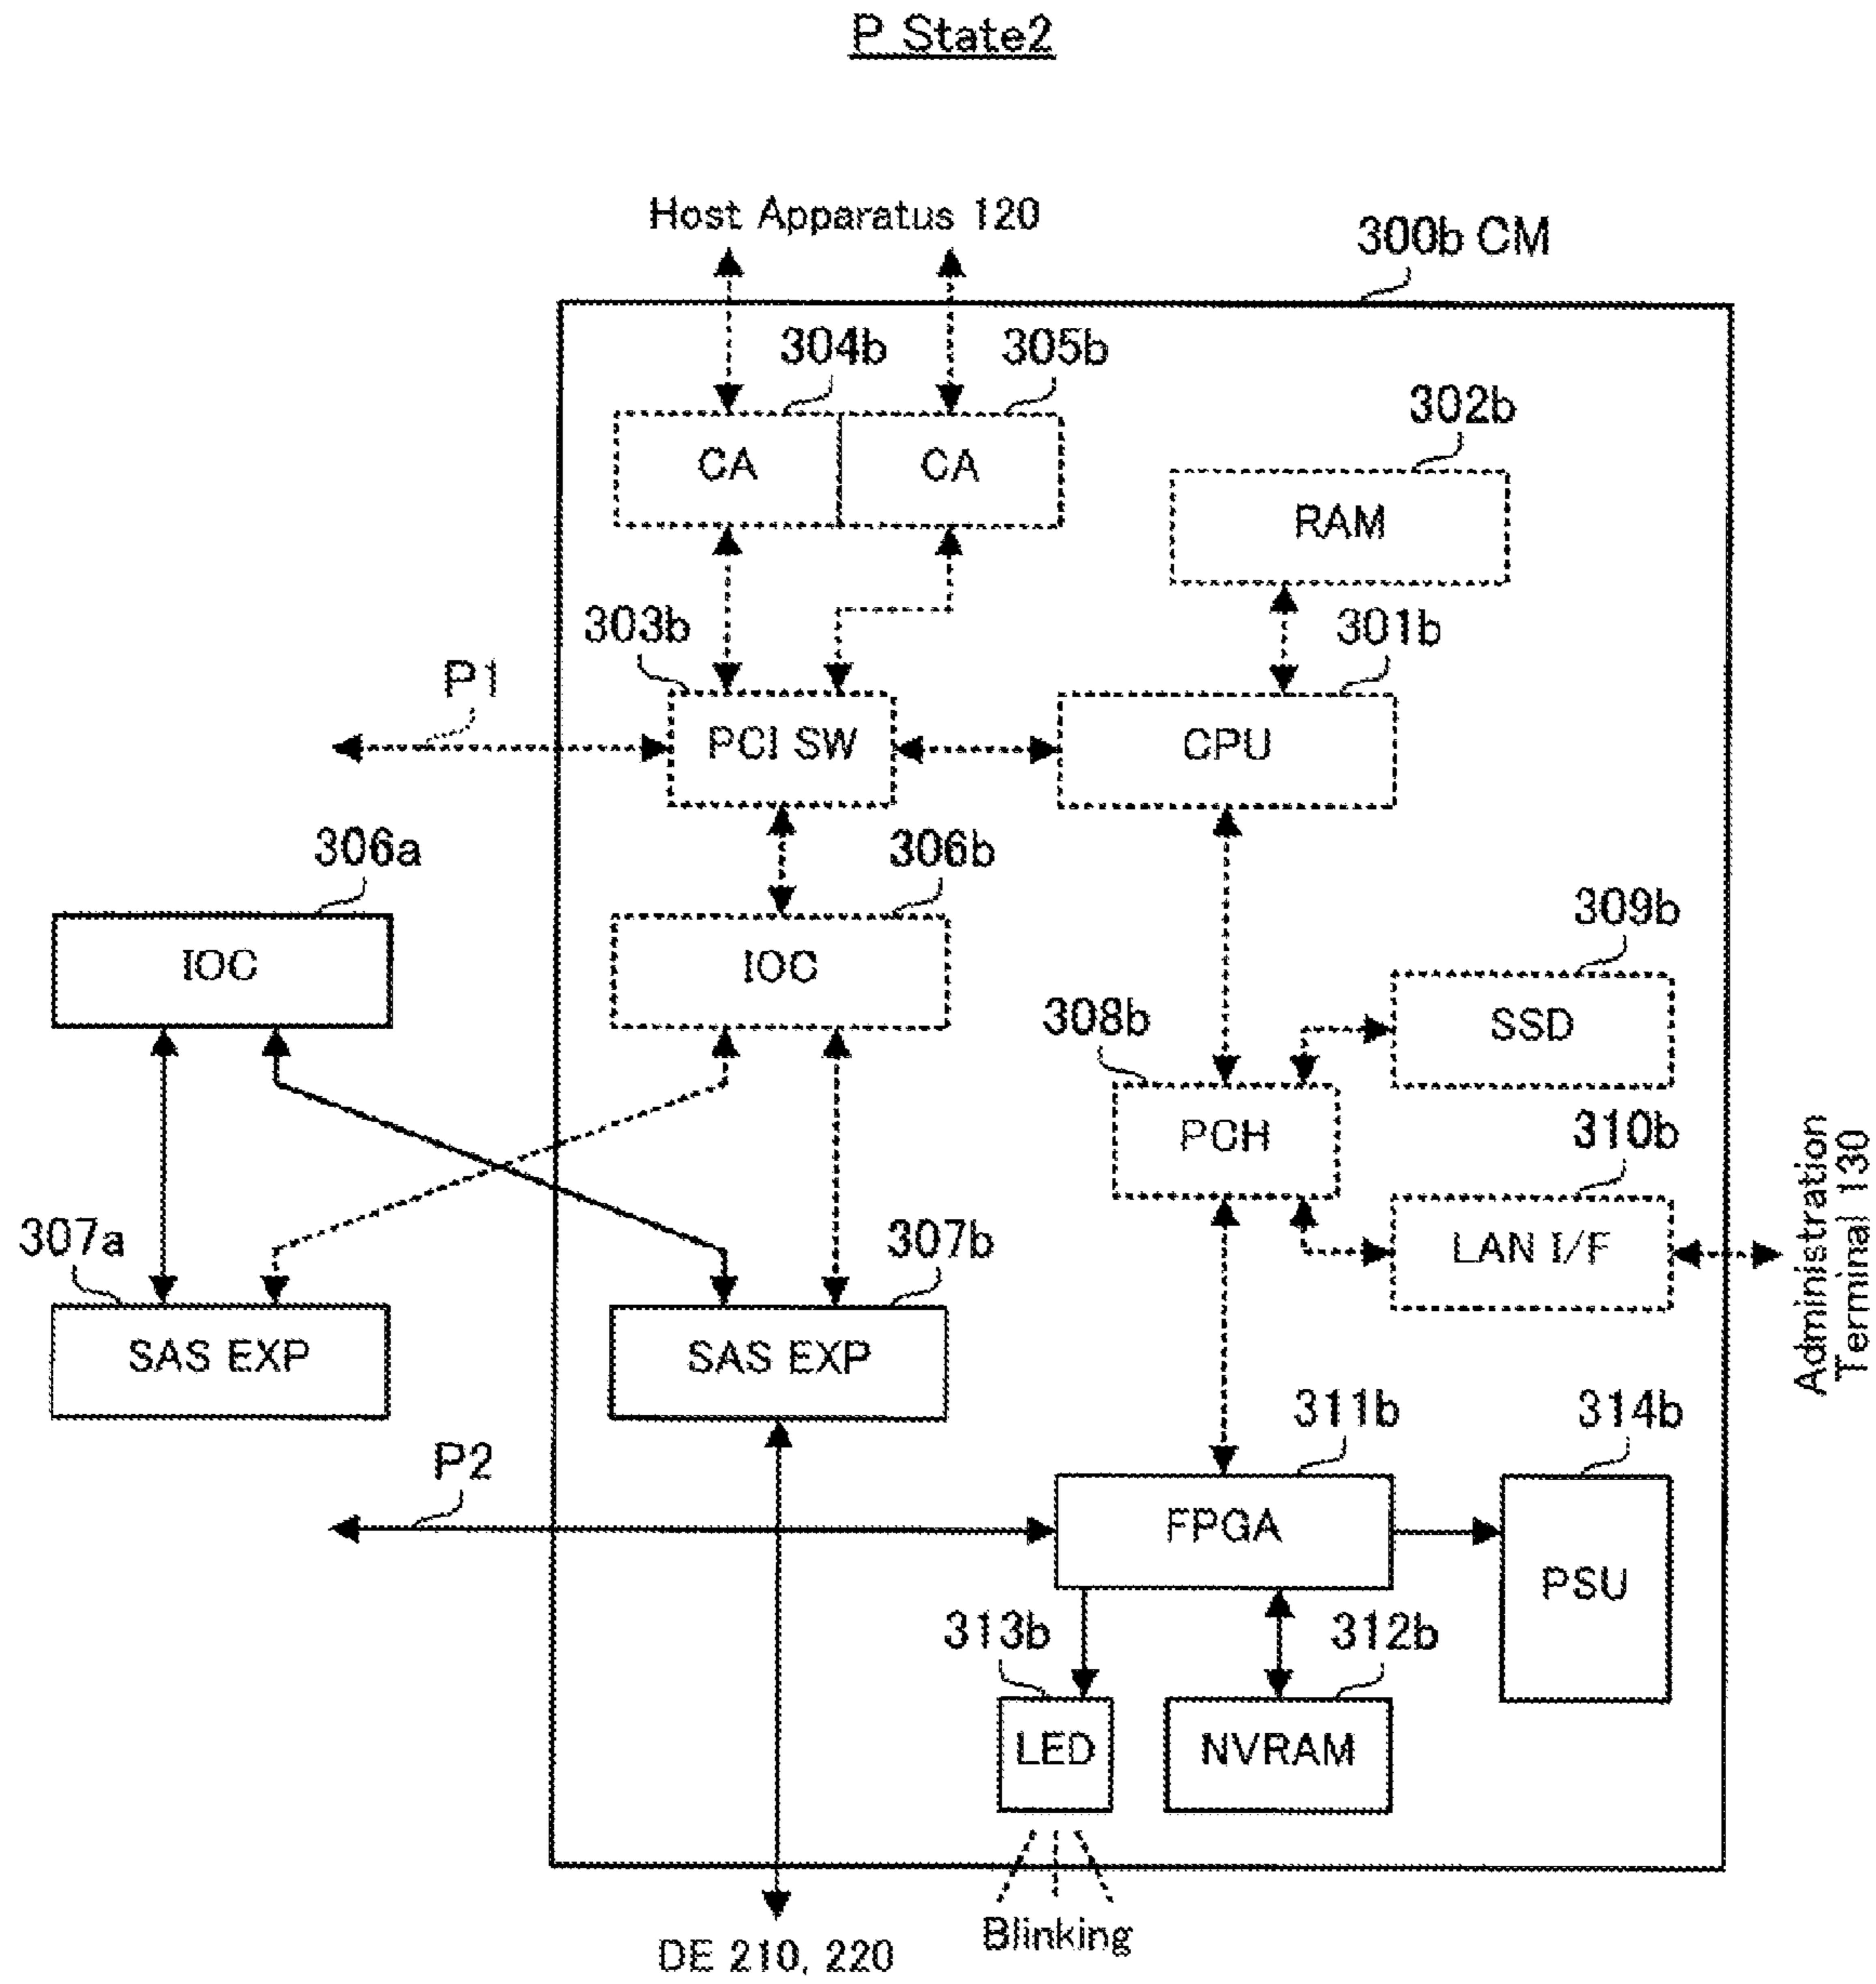 P State2
Host Apparatus 120
300b CM
304b
305b
CA
CA
302b
RAM
303b
301b
P1
PCI SW
CPU
306a
306b
309b
IOC
IOC
SSD
308b
PCH
310b
LAN I/F
Administration
Terminal 130
307a
307b
SAS EXP
SAS EXP
311b
314b
P2
FPGA
PSU
313b
312b
LED
NVRAM
Blinking
DE 210, 220